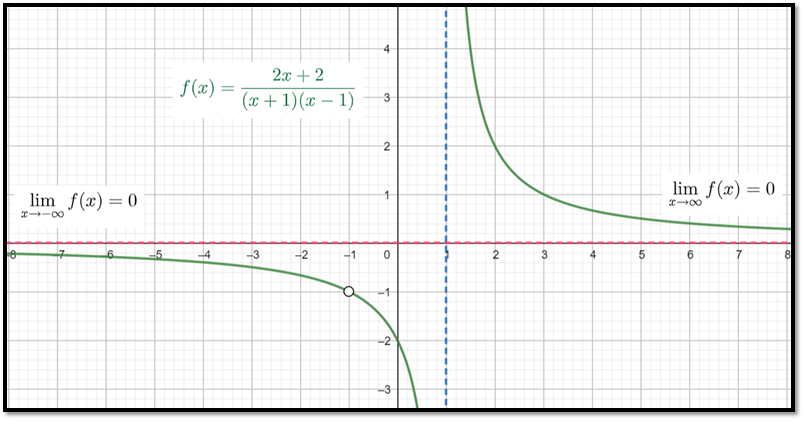 4
f(x) = \frac{2x + 2}{(x + 1)(x − 1)}
3
2
lim_{x→−∞} f(x) = 0
1
lim_{x→∞} f(x) = 0
−8 −7 −6 −5 −4 −3 −2 −1 0 1 2 3 4 5 6 7 8
−1
−2
−3